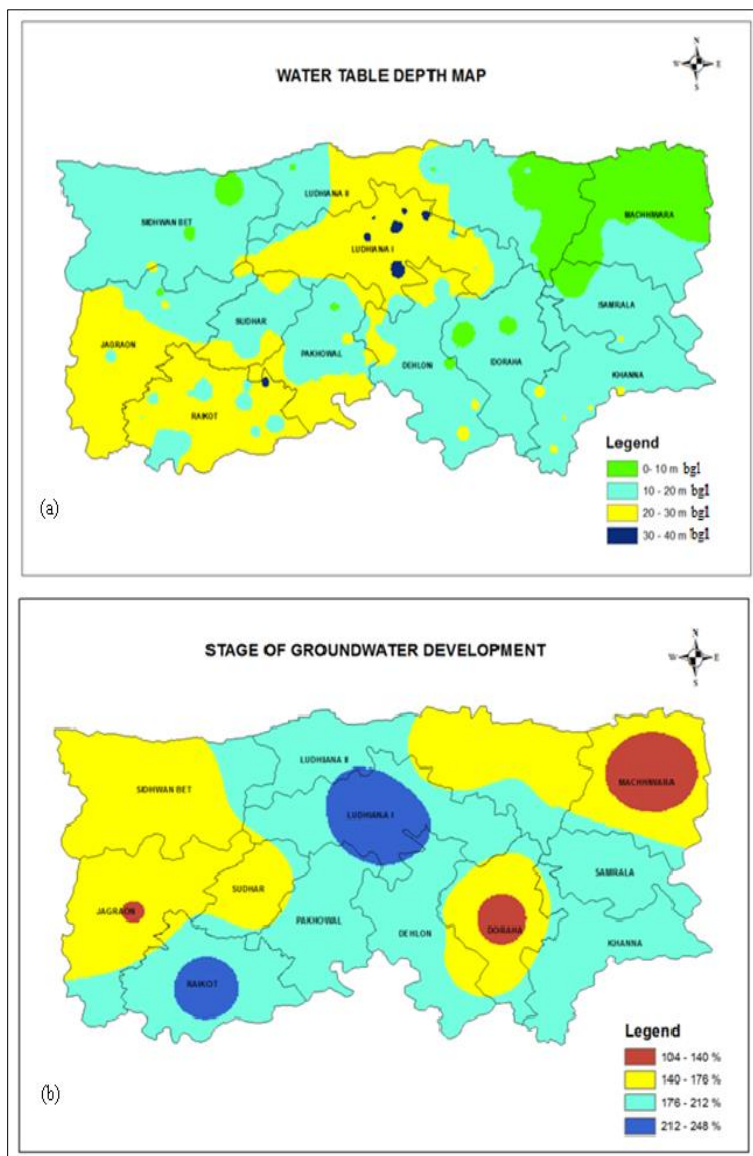 WATER TABLE DEPTH MAP
N
W E
S
LUDHIANA II
SIDHWAN BET
MACHHIWARA
LUDHIANA I
SAMRALA
SUDHAR
JAGRAON
PAKHOWAL
DEHLON
DORAHA
KHANNA
RAIKOT
Legend
0- 10 m bgl
10 - 20 m bgl
20 - 30 m bgl
30 - 40 m bgl
(a)
STAGE OF GROUNDWATER DEVELOPMENT
N
W E
S
LUDHIANA II
SIDHWAN BET
MACHHIWARA
LUDHIANA I
SAMRALA
SUDHAR
JAGRAON
PAKHOWAL
DEHLON
DORAHA
KHANNA
RAIKOT
Legend
104 - 140 %
140 - 176 %
176 - 212 %
212 - 248 %
(b)